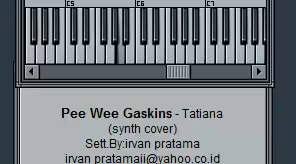 C5 C6 C7
Pee Wee Gaskins - Tatiana
(synth cover)
Sett.By:irvan pratama
irvan pratamaii@yahoo.co.id